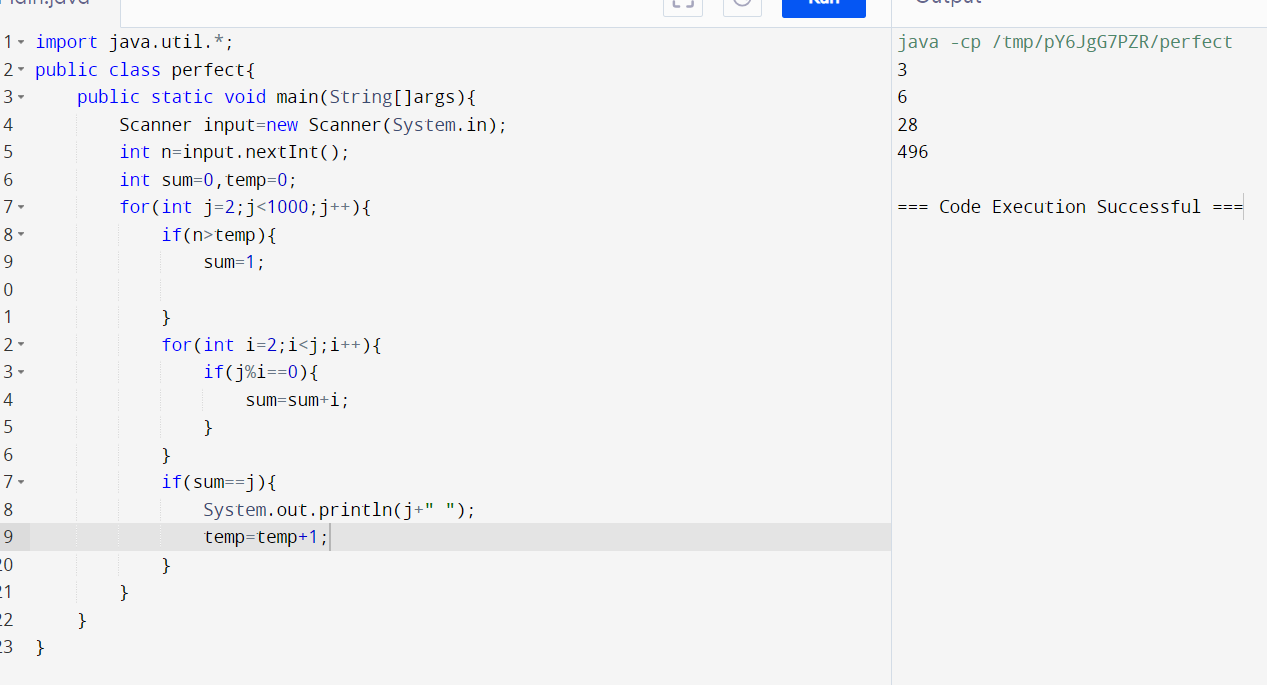 1 import java.util.*;
2 public class perfect{
3     public static void main(String[]args){
4         Scanner input=new Scanner(System.in);
5         int n=input.nextInt();
6         int sum=0,temp=0;
7         for(int j=2;j<1000;j++){
8             if(n>temp){
9                 sum=1;
0
1             }
2             for(int i=2;i<j;i++){
3                 if(j%i==0){
4                     sum=sum+i;
5                 }
6             }
7             if(sum==j){
8                 System.out.println(j+" ");
9                 temp=temp+1;
20             }
21         }
22     }
23 }
java -cp /tmp/pY6JgG7PZR/perfect
3
6
28
496
=== Code Execution Successful ===